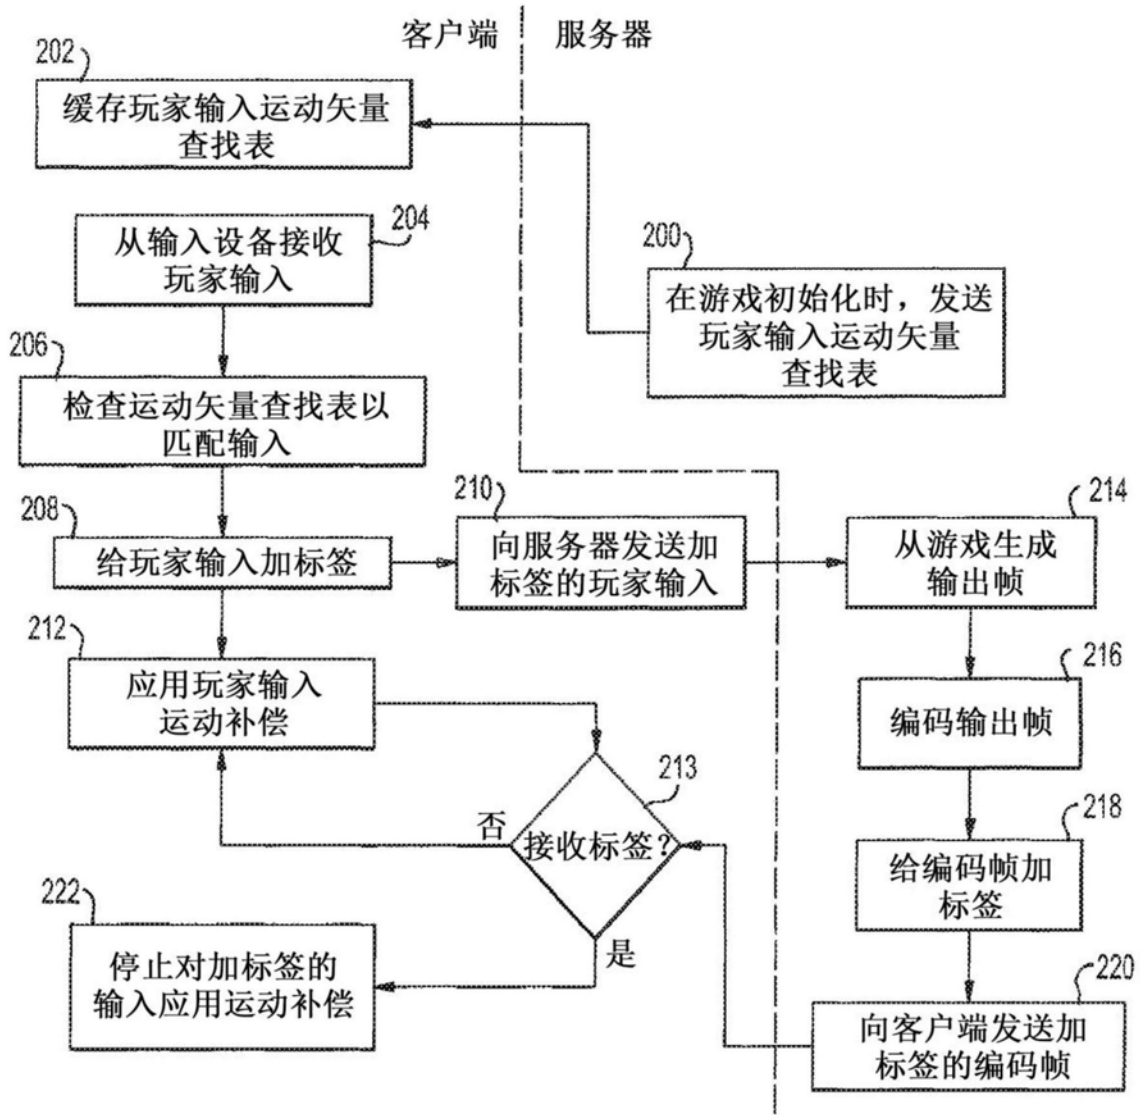 客户端
服务器
202
缓存玩家输入运动矢量
查找表
204
从输入设备接收
玩家输入
200
在游戏初始化时，发送
玩家输入运动矢量
查找表
206
检查运动矢量查找表以
匹配输入
208
给玩家输入加标签
210
向服务器发送加
标签的玩家输入
214
从游戏生成
输出帧
212
应用玩家输入
运动补偿
216
编码输出帧
213
接收标签？
否
是
218
给编码帧加
标签
222
停止对加标签的
输入应用运动补偿
220
向客户端发送加
标签的编码帧